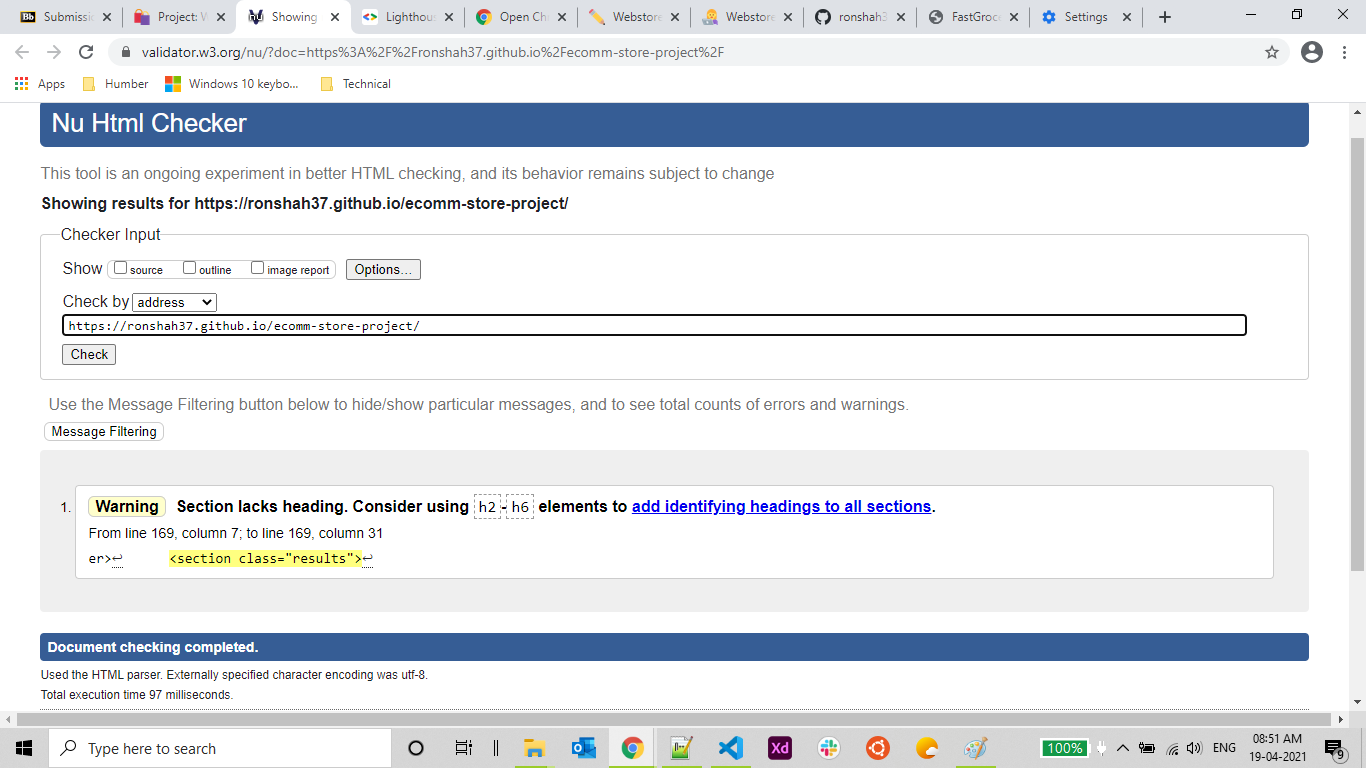 Bb Submissi
Project: W
Showing
Lighthous
Open Ch
Webstore
Webstore
ronshah3
FastGroce
Settings
validator.w3.org/nu/?doc=https%3A%2F%2Fronshah37.github.io%2Fecomm-store-project%2F
Apps Humber Windows 10 keybo... Technical
Nu Html Checker
This tool is an ongoing experiment in better HTML checking, and its behavior remains subject to change
Showing results for https://ronshah37.github.io/ecomm-store-project/
Checker Input
Show source outline image report Options...
Check by address
https://ronshah37.github.io/ecomm-store-project/
Check
Use the Message Filtering button below to hide/show particular messages, and to see total counts of errors and warnings.
Message Filtering
1. Warning Section lacks heading. Consider using h2-h6 elements to add identifying headings to all sections.
From line 169, column 7; to line 169, column 31
er>↩ <section class="results">↩
Document checking completed.
Used the HTML parser. Externally specified character encoding was utf-8.
Total execution time 97 milliseconds.
Type here to search
Xd
100%
ENG
08:51 AM
19-04-2021
9